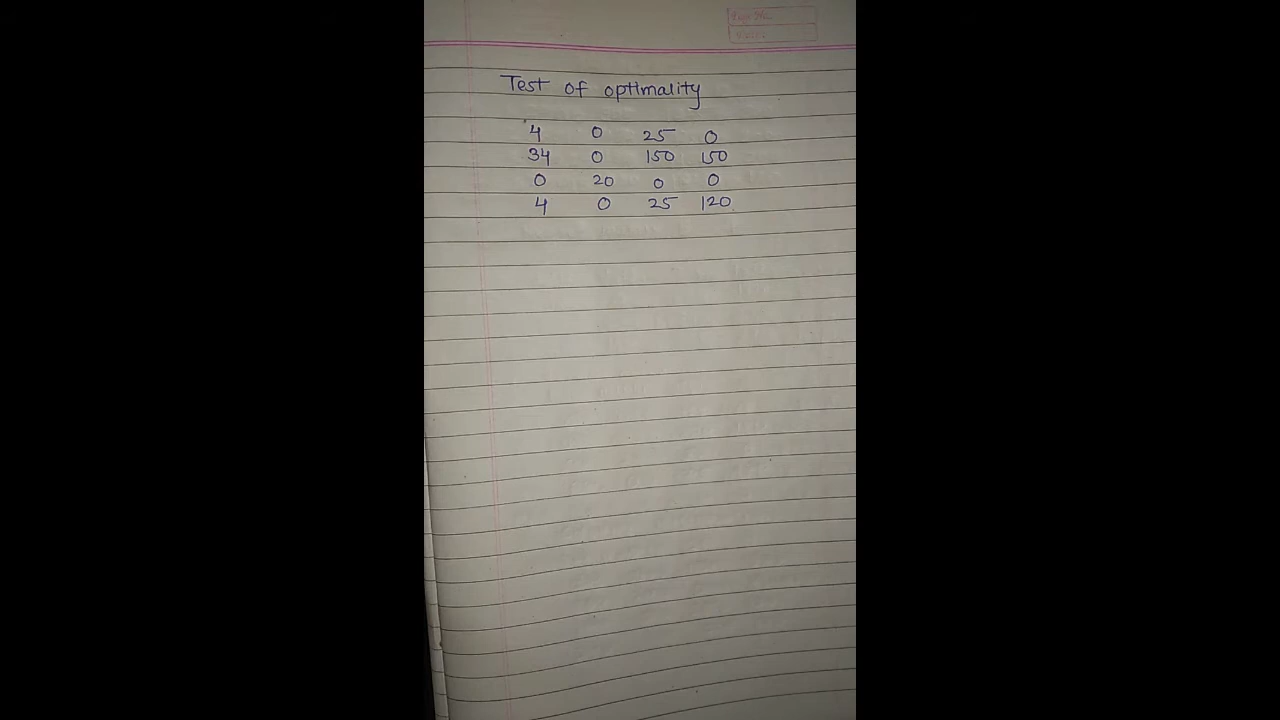 Test of optimality
4 0 25 0
34 0 150 150
0 20 0 0
4 0 25 120